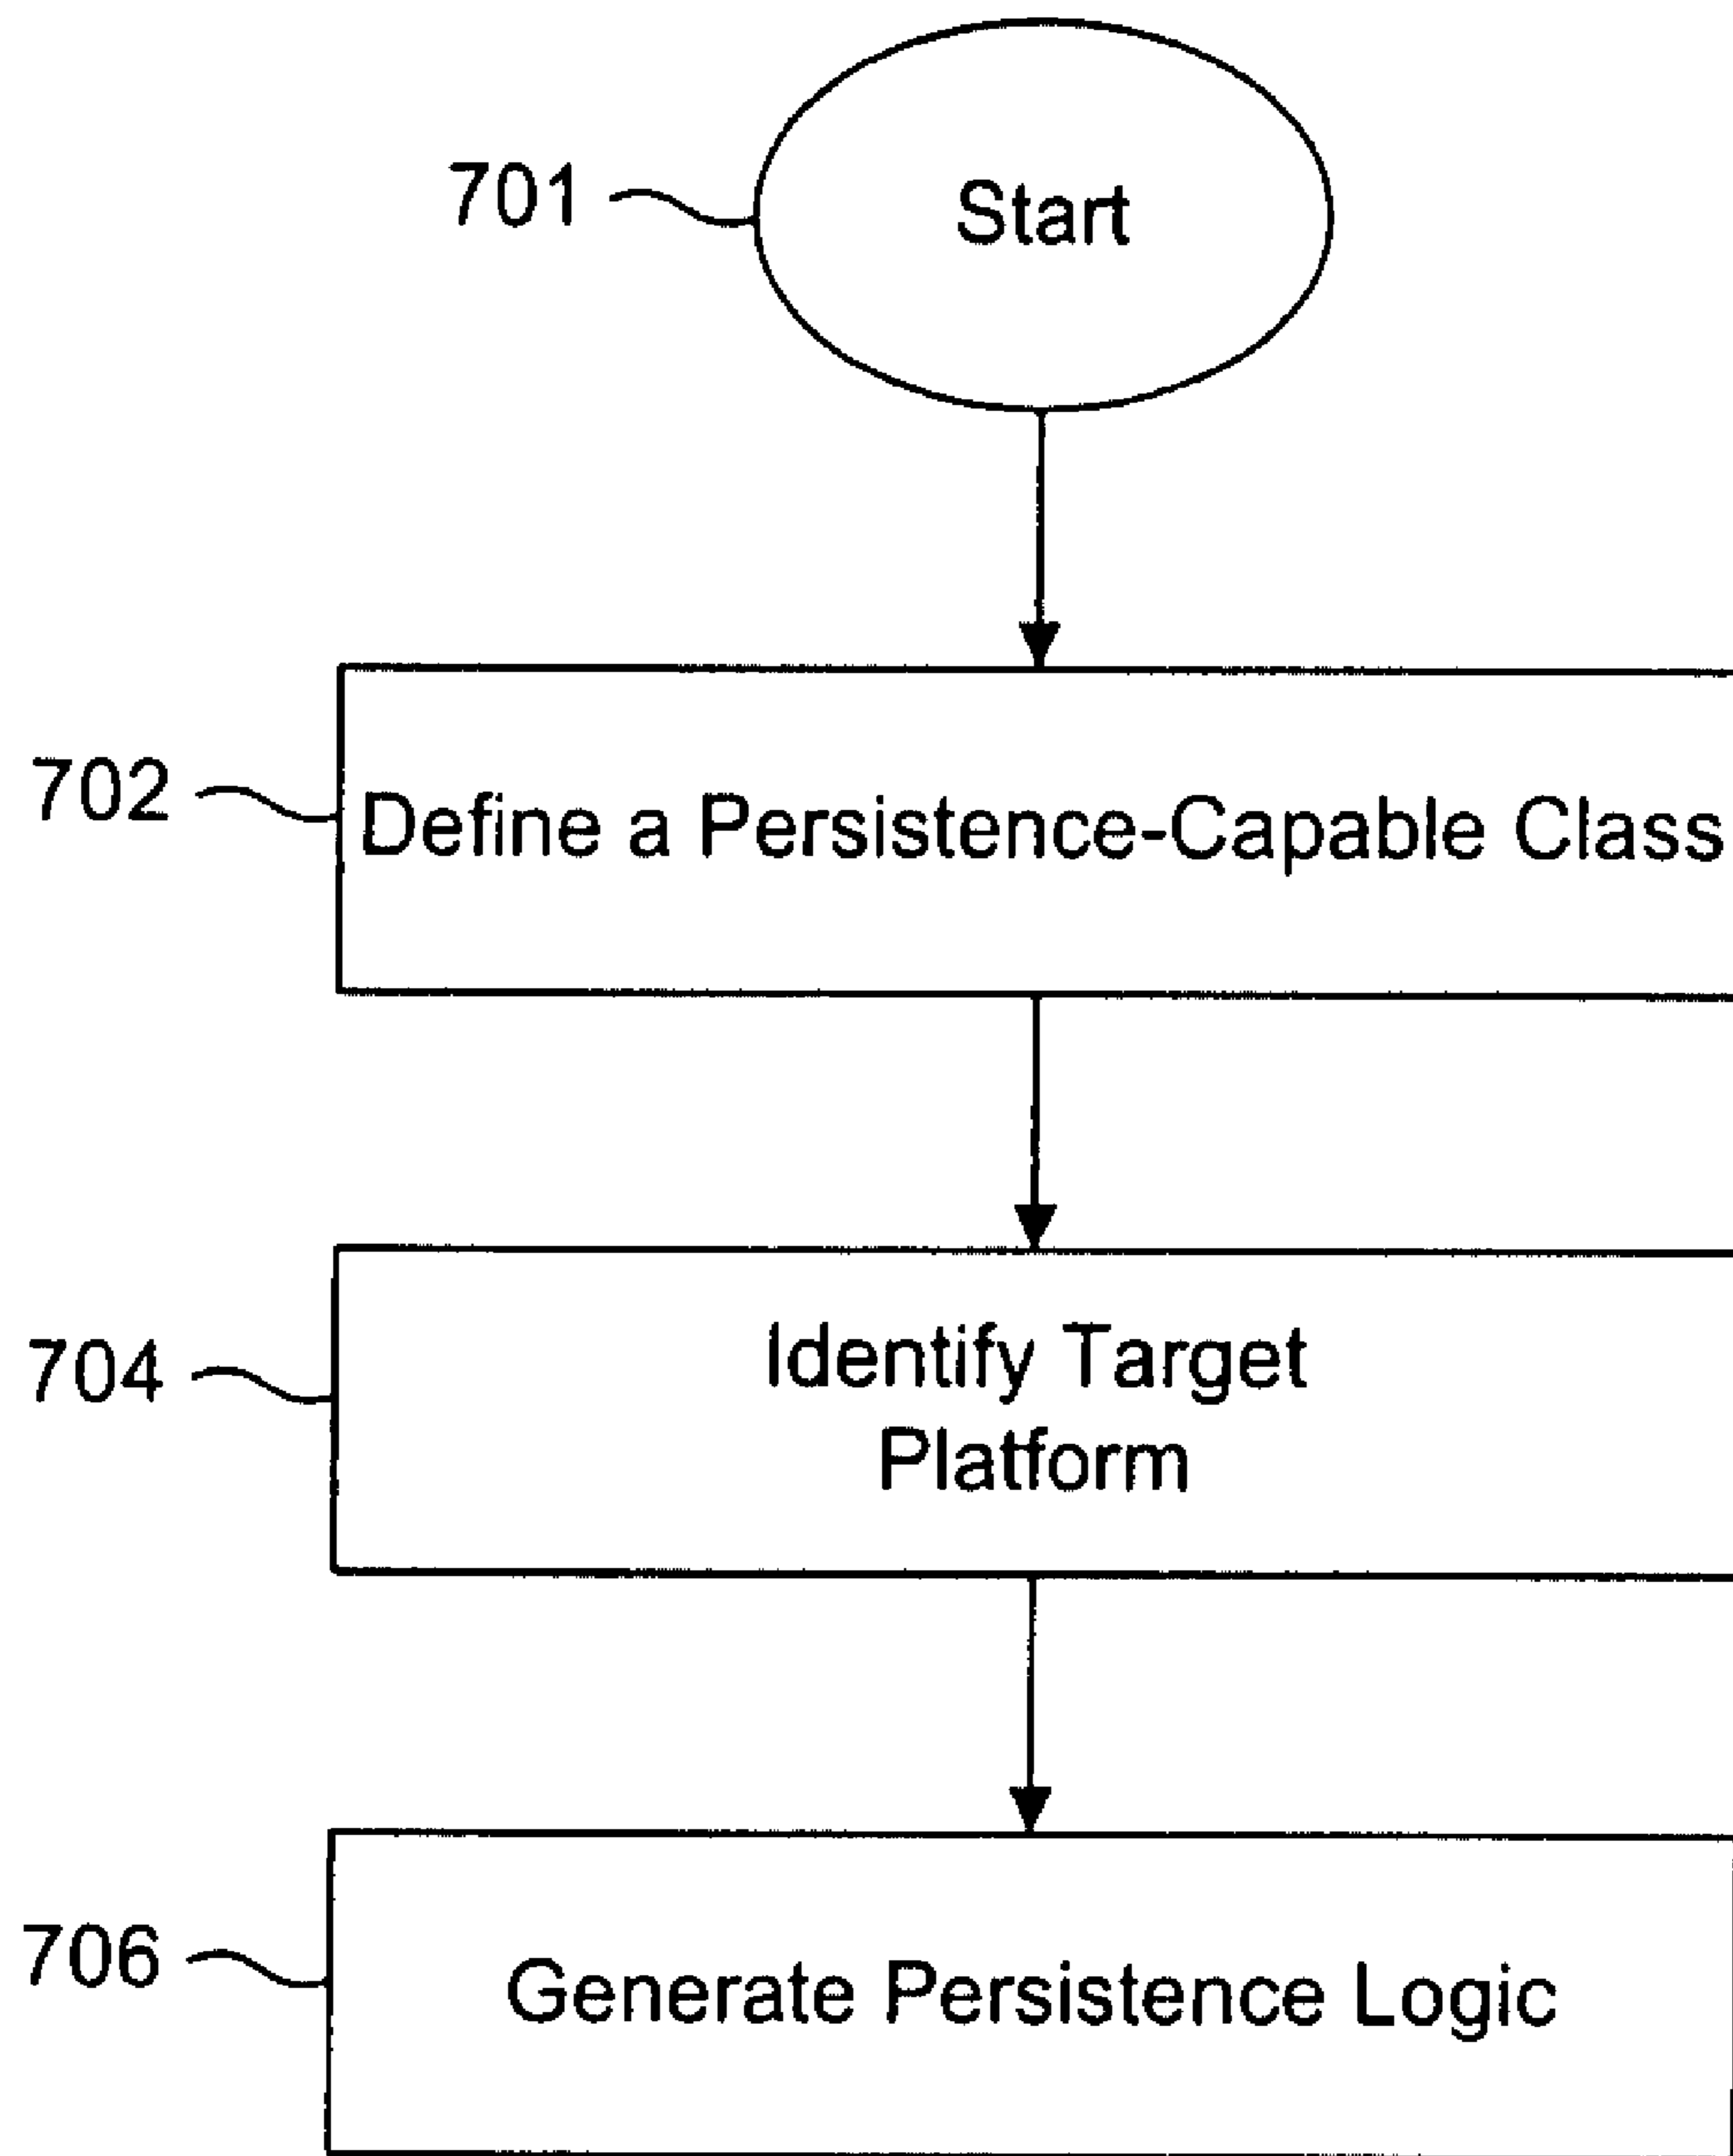 701
Start
702
Define a Persistence-Capable Class
704
Identify Target
Platform
706
Generate Persistence Logic